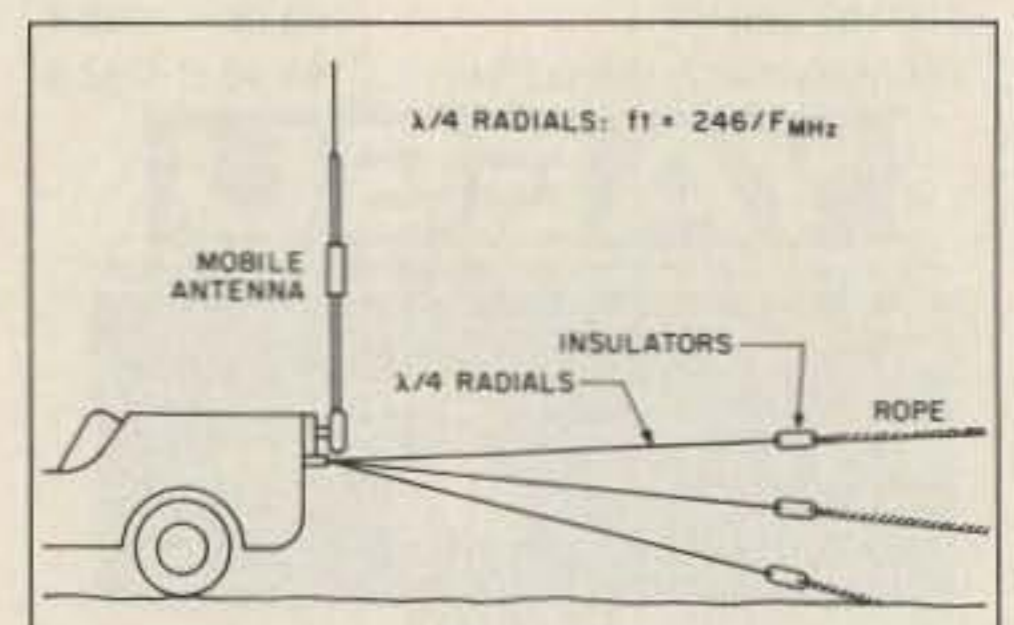 λ/4 RADIALS: ft = 246/FMHz
MOBILE
ANTENNA
INSULATORS
λ/4 RADIALS
ROPE